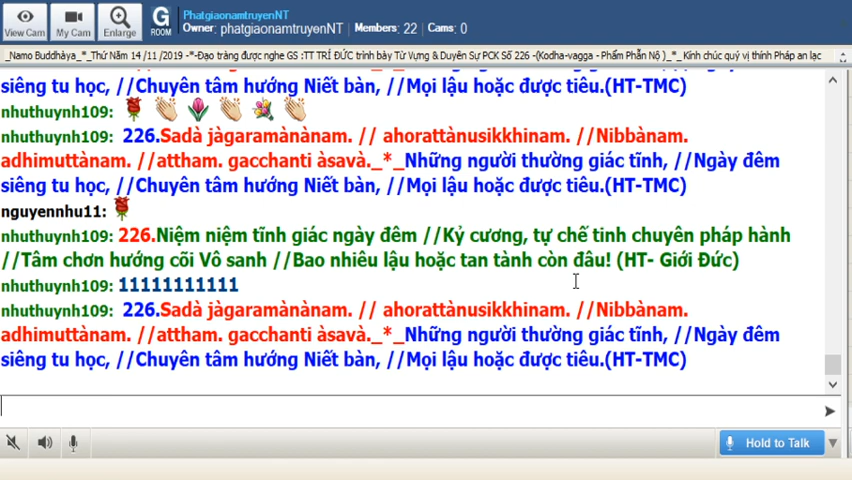 PhatgiaonamtruyenNT
Owner: phatgiaonamtruyenNT Members: 22 Cams: 0
View Cam My Cam Enlarge G ROOM
_Namo Buddhàya_*_Thứ Năm 14 /11 /2019 -*-Đạo tràng được nghe GS :TT TRÍ ĐỨC trình bày Từ Vựng & Duyên Sự PCK Số 226 -(Kodha-vagga - Phẩm Phẫn Nộ )_*_ Kính chúc quý vị thính Pháp an lạc
siêng tu học, //Chuyên tâm hướng Niết bàn, //Mọi lậu hoặc được tiêu.(HT-TMC)
nhuthuynh109:
nhuthuynh109: 226.Sadà jàgaramànànam. // ahorattànusikkhinam. //Nibbànam.
adhimuttànam. //attham. gacchanti àsavà._*_Những người thường giác tĩnh, //Ngày đêm
siêng tu học, //Chuyên tâm hướng Niết bàn, //Mọi lậu hoặc được tiêu.(HT-TMC)
nguyennhu11:
nhuthuynh109: 226.Niệm niệm tĩnh giác ngày đêm //Kỷ cương, tự chế tinh chuyên pháp hành
//Tâm chơn hướng cõi Vô sanh //Bao nhiêu lậu hoặc tan tành còn đâu! (HT- Giới Đức)
nhuthuynh109: 11111111111
nhuthuynh109: 226.Sadà jàgaramànànam. // ahorattànusikkhinam. //Nibbànam.
adhimuttànam. //attham. gacchanti àsavà._*_Những người thường giác tĩnh, //Ngày đêm
siêng tu học, //Chuyên tâm hướng Niết bàn, //Mọi lậu hoặc được tiêu.(HT-TMC)
Hold to Talk